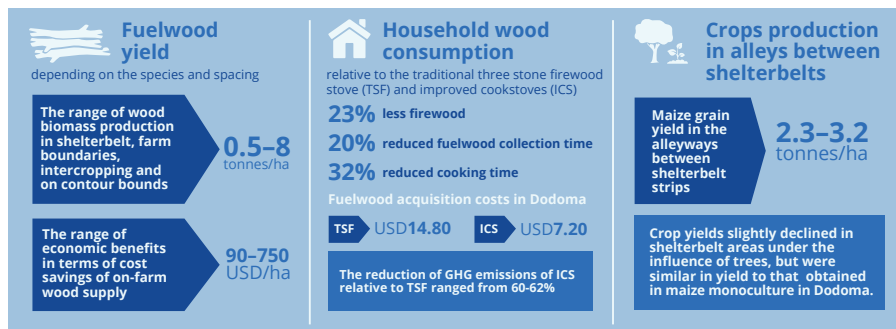 Fuelwood
yield
depending on the species and spacing
The range of wood
biomass production
in shelterbelt, farm
boundaries,
intercropping and
on contour bounds
0.5–8
tonnes/ha
The range of
economic benefits
in terms of cost
savings of on-farm
wood supply
90–750
USD/ha
Household wood
consumption
relative to the traditional three stone firewood
stove (TSF) and improved cookstoves (ICS)
23% less firewood
20% reduced fuelwood collection time
32% reduced cooking time
Fuelwood acquisition costs in Dodoma
TSF USD14.80 ICS USD7.20
The reduction of GHG emissions of ICS
relative to TSF ranged from 60-62%
Crops production
in alleys between
shelterbelts
Maize grain
yield in the
alleyways
between
shelterbelt
strips
2.3–3.2
tonnes/ha
Crop yields slightly declined in
shelterbelt areas under the
influence of trees, but were
similar in yield to that obtained
in maize monoculture in Dodoma.